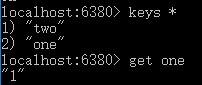 localhost:6380> keys *
1) "two"
2) "one"
localhost:6380> get one
"1"